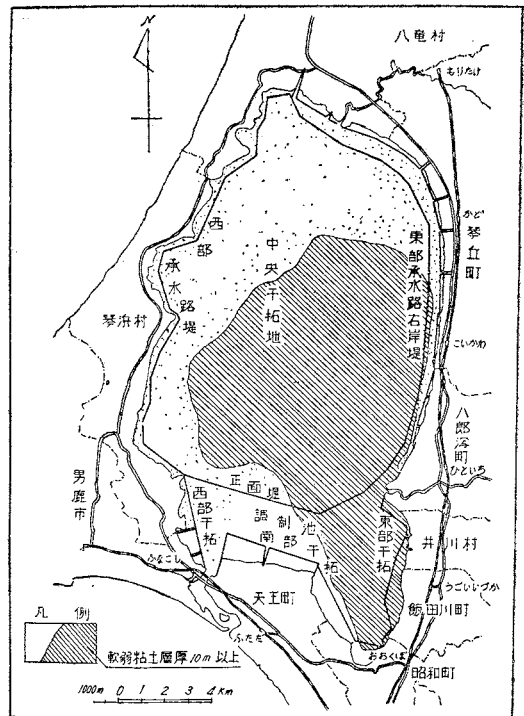 N
八竜村
もりたけ
かど
琴丘町
西部
承水路堤
中央干拓地
東部承水路右岸堤
琴浜村
こいかわ
八郎潟町
ひといち
男鹿市
正面堤
西部干拓
調制池
南部干拓
東部干拓
井川村
ふなこし
天王町
うごいいづか
飯田川町
凡例
ふただ
おおくぼ
昭和町
軟弱粘土層厚10m以上
1000m 0 1 2 3 4 Km